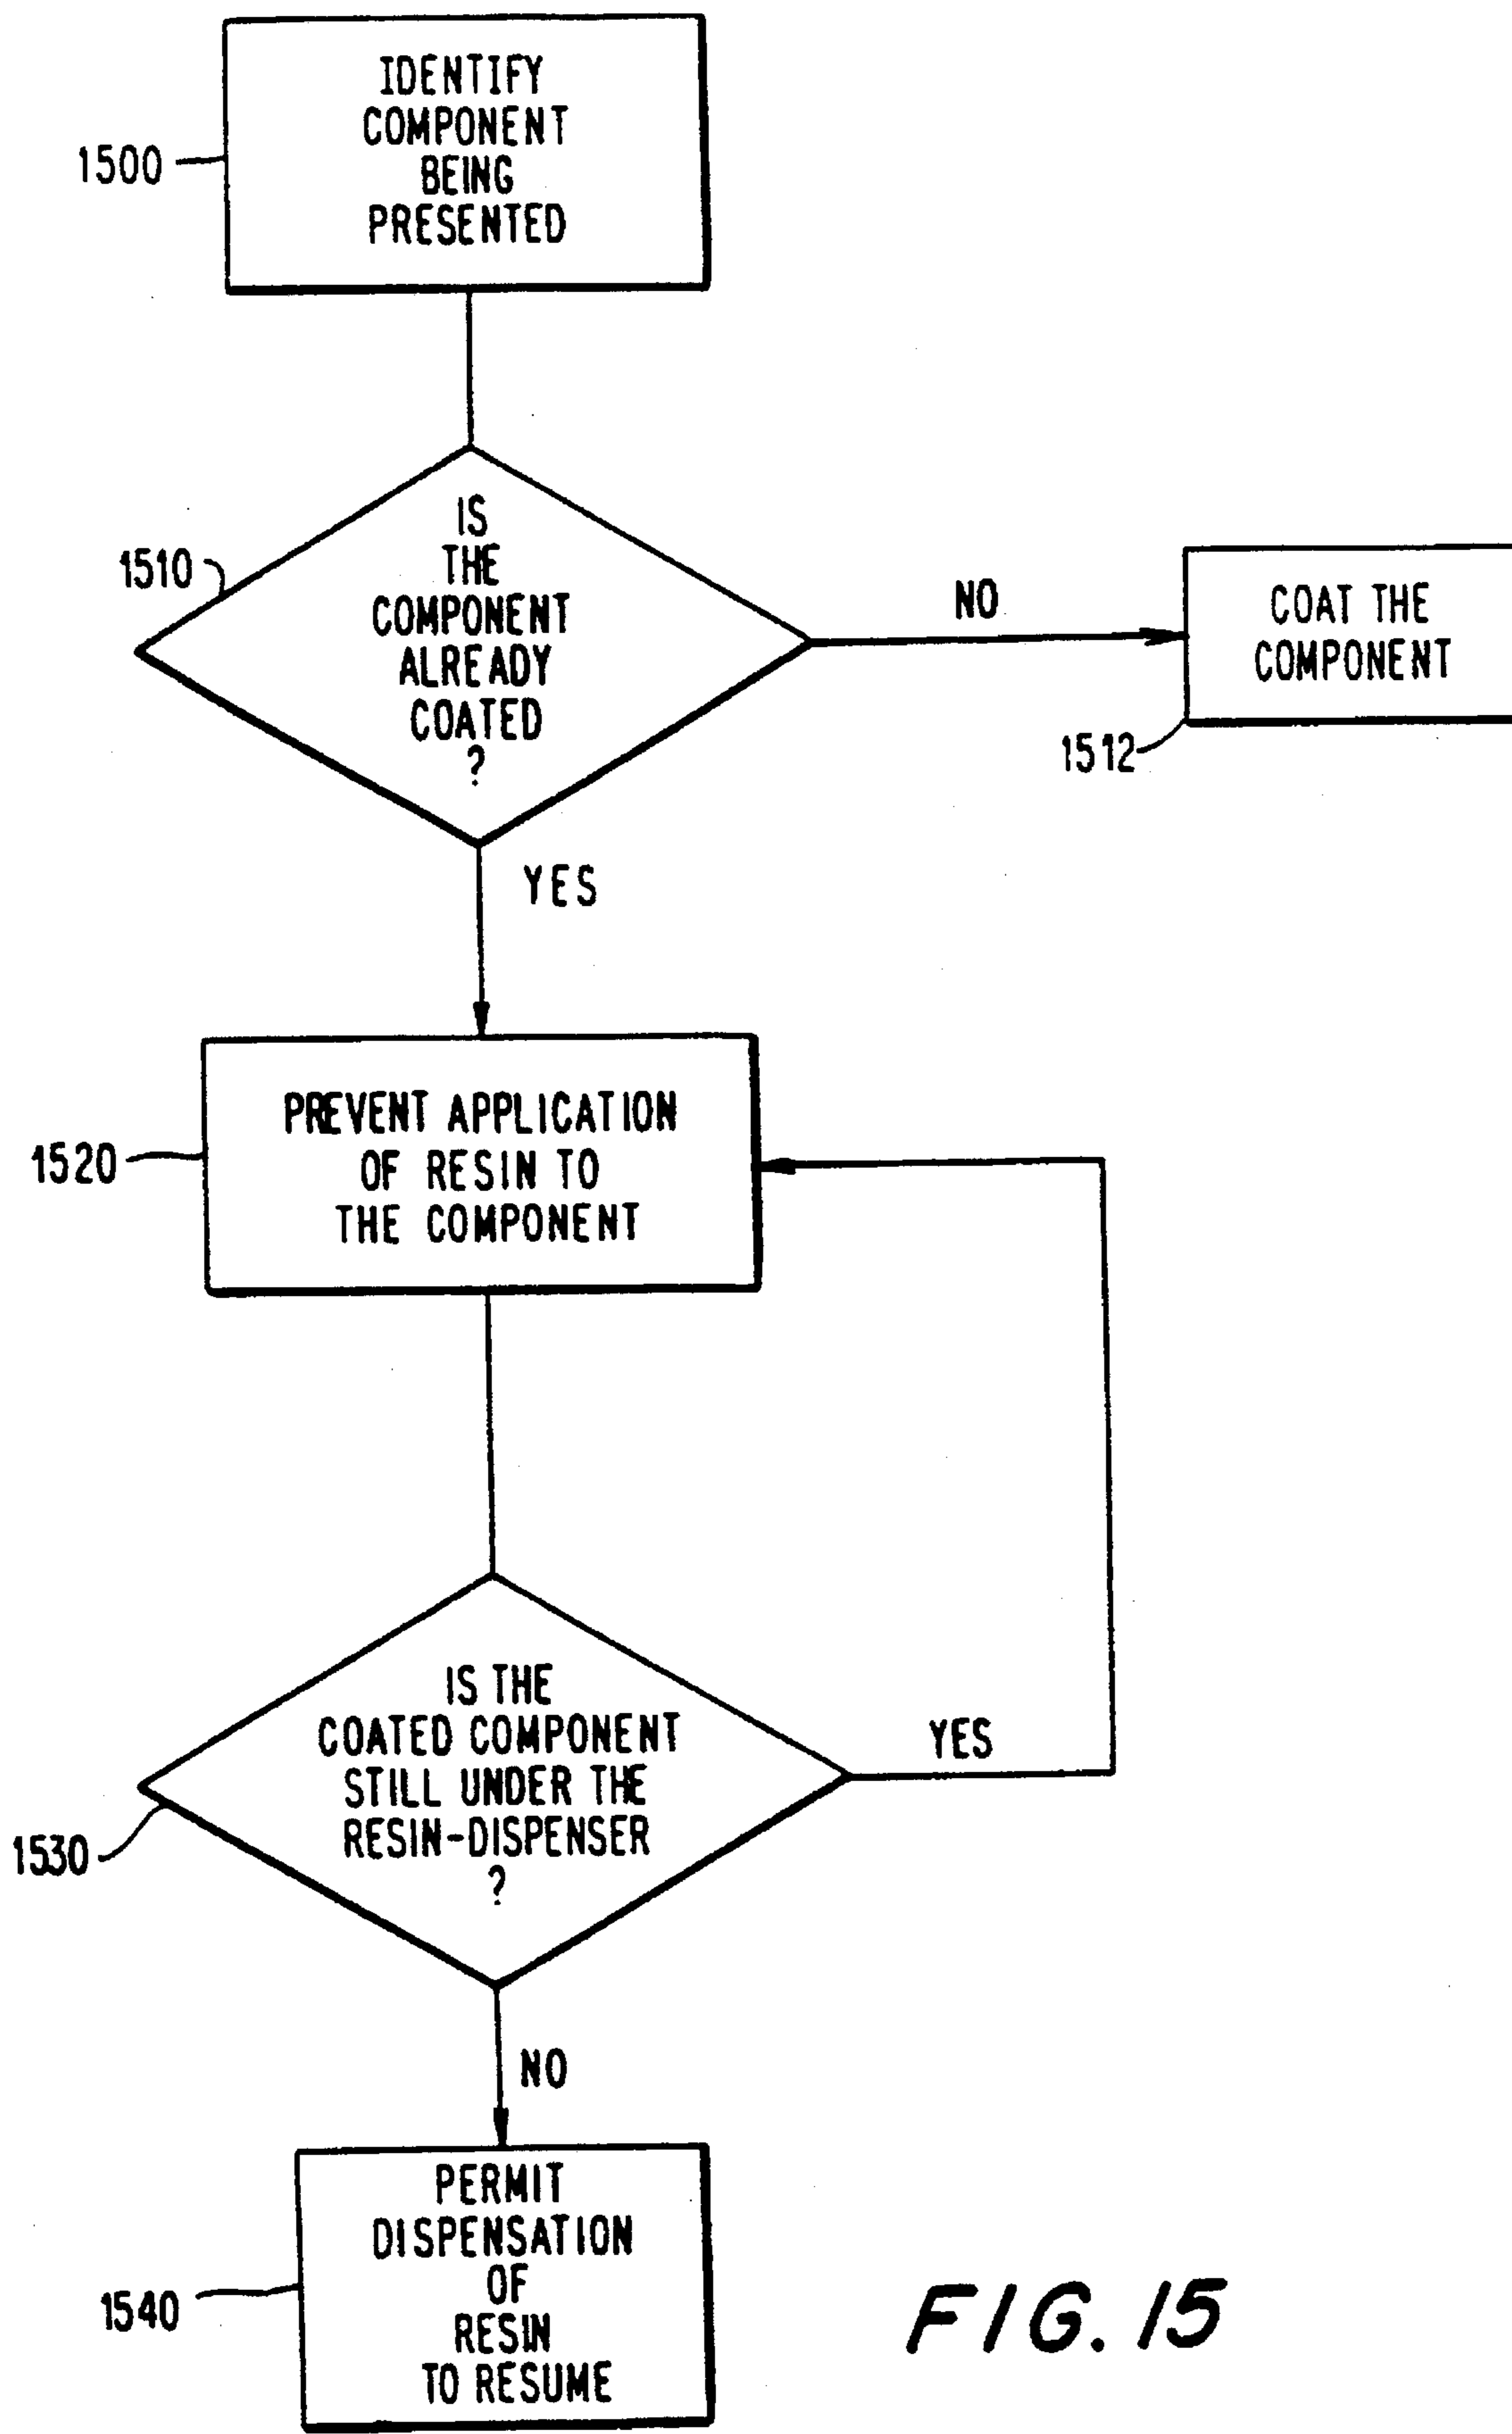 IDENTIFY
COMPONENT
BEING
PRESENTED
1500
IS
THE
COMPONENT
ALREADY
COATED
?
1510
NO
COAT THE
COMPONENT
1512
YES
PREVENT APPLICATION
OF RESIN TO
THE COMPONENT
1520
IS THE
COATED COMPONENT
STILL UNDER THE
RESIN-DISPENSER
?
1530
YES
NO
PERMIT
DISPENSATION
OF
RESIN
TO RESUME
1540
FIG. 15